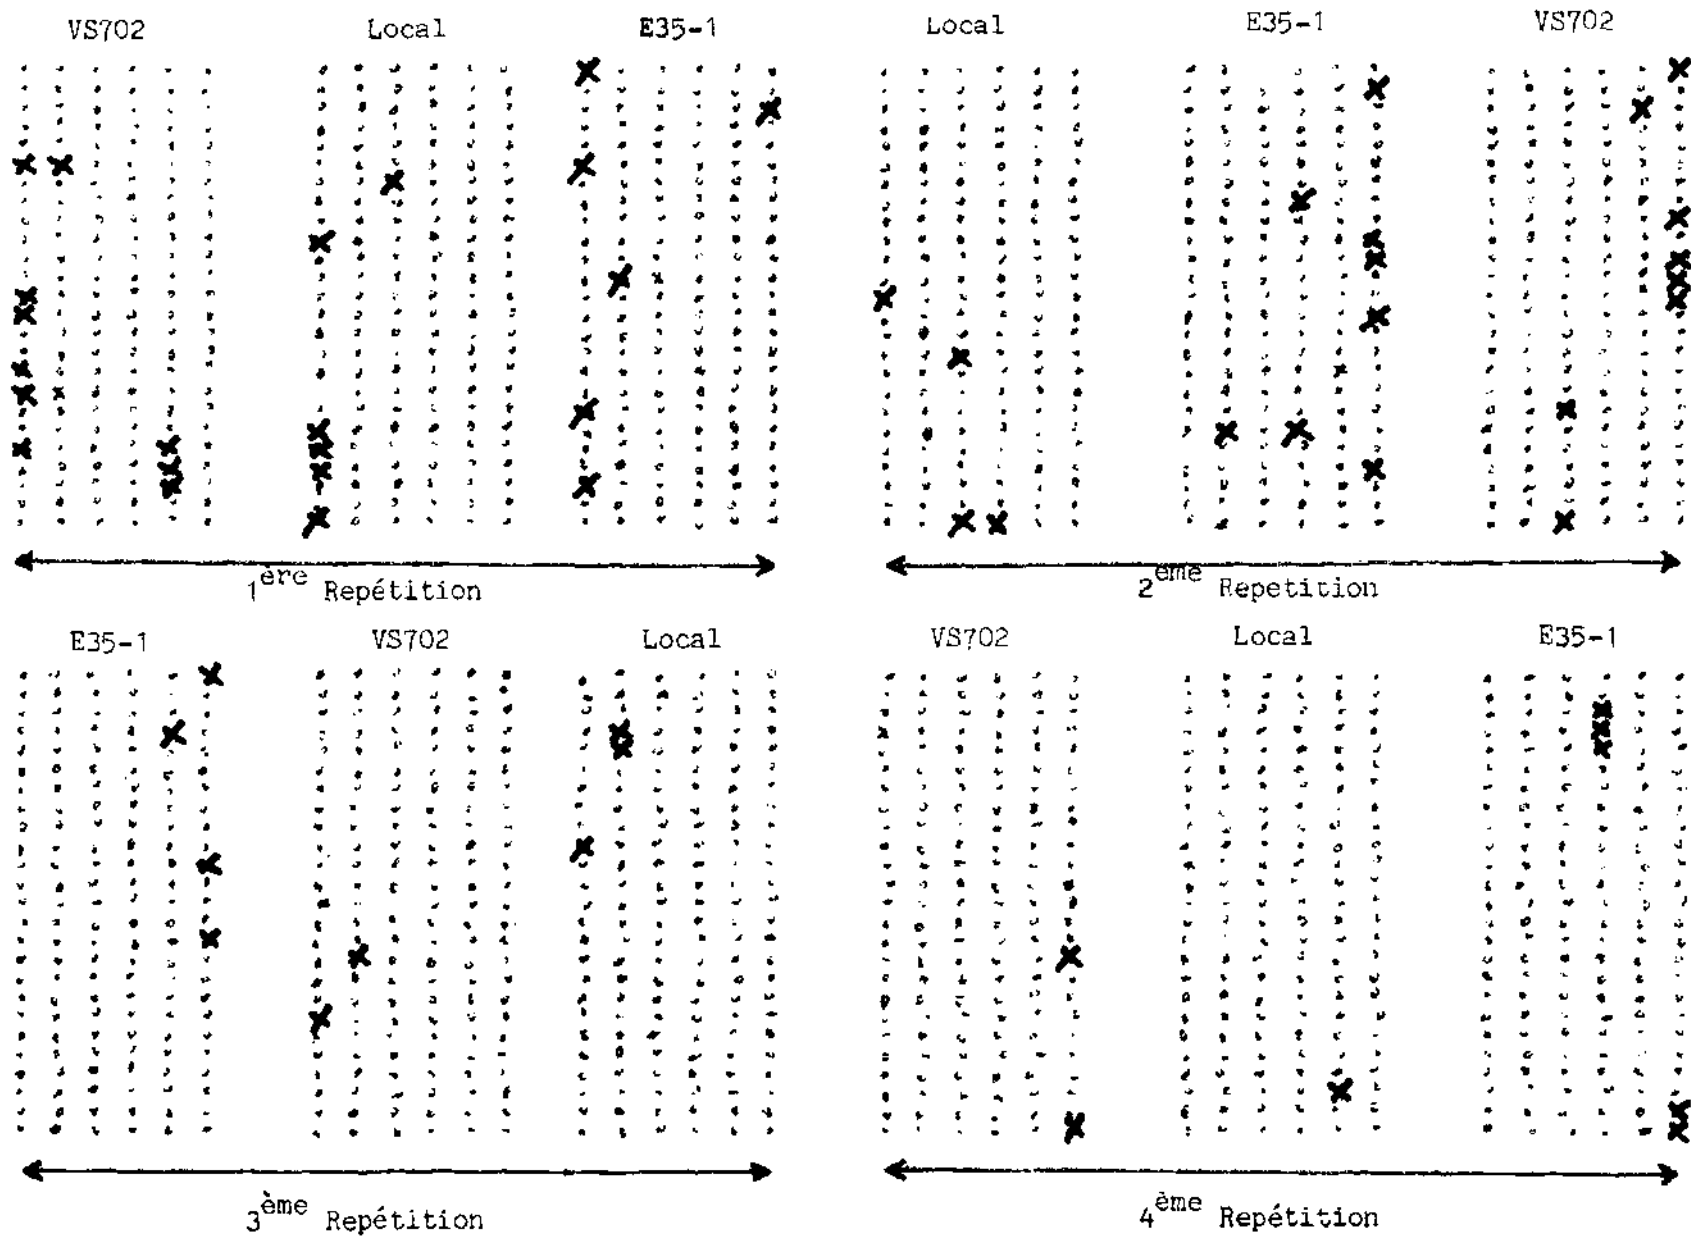 VS702 Local E35-1 Local E35-1 VS702
1ère Repétition 2ème Repetition
E35-1 VS702 Local VS702 Local E35-1
3ème Repétition 4ème Repétition